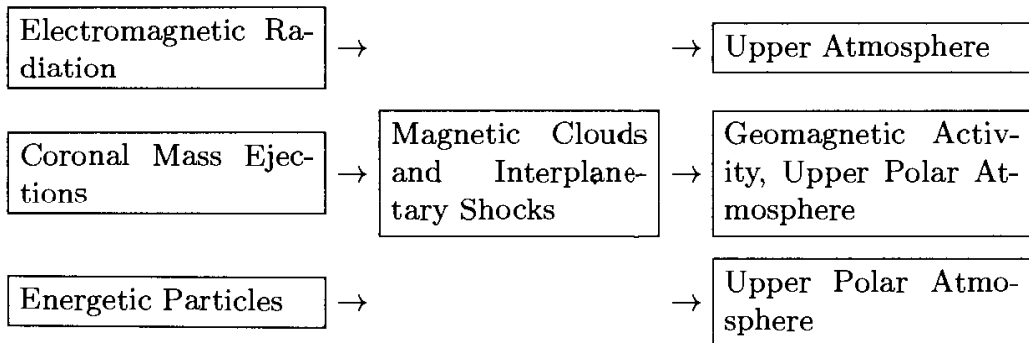 Electromagnetic Ra-
diation
→ →
Upper Atmosphere
Coronal Mass Ejec-
tions
→
Magnetic Clouds
and Interplane-
tary Shocks
→
Geomagnetic Activ-
ity, Upper Polar At-
mosphere
Energetic Particles
→ →
Upper Polar Atmo-
sphere